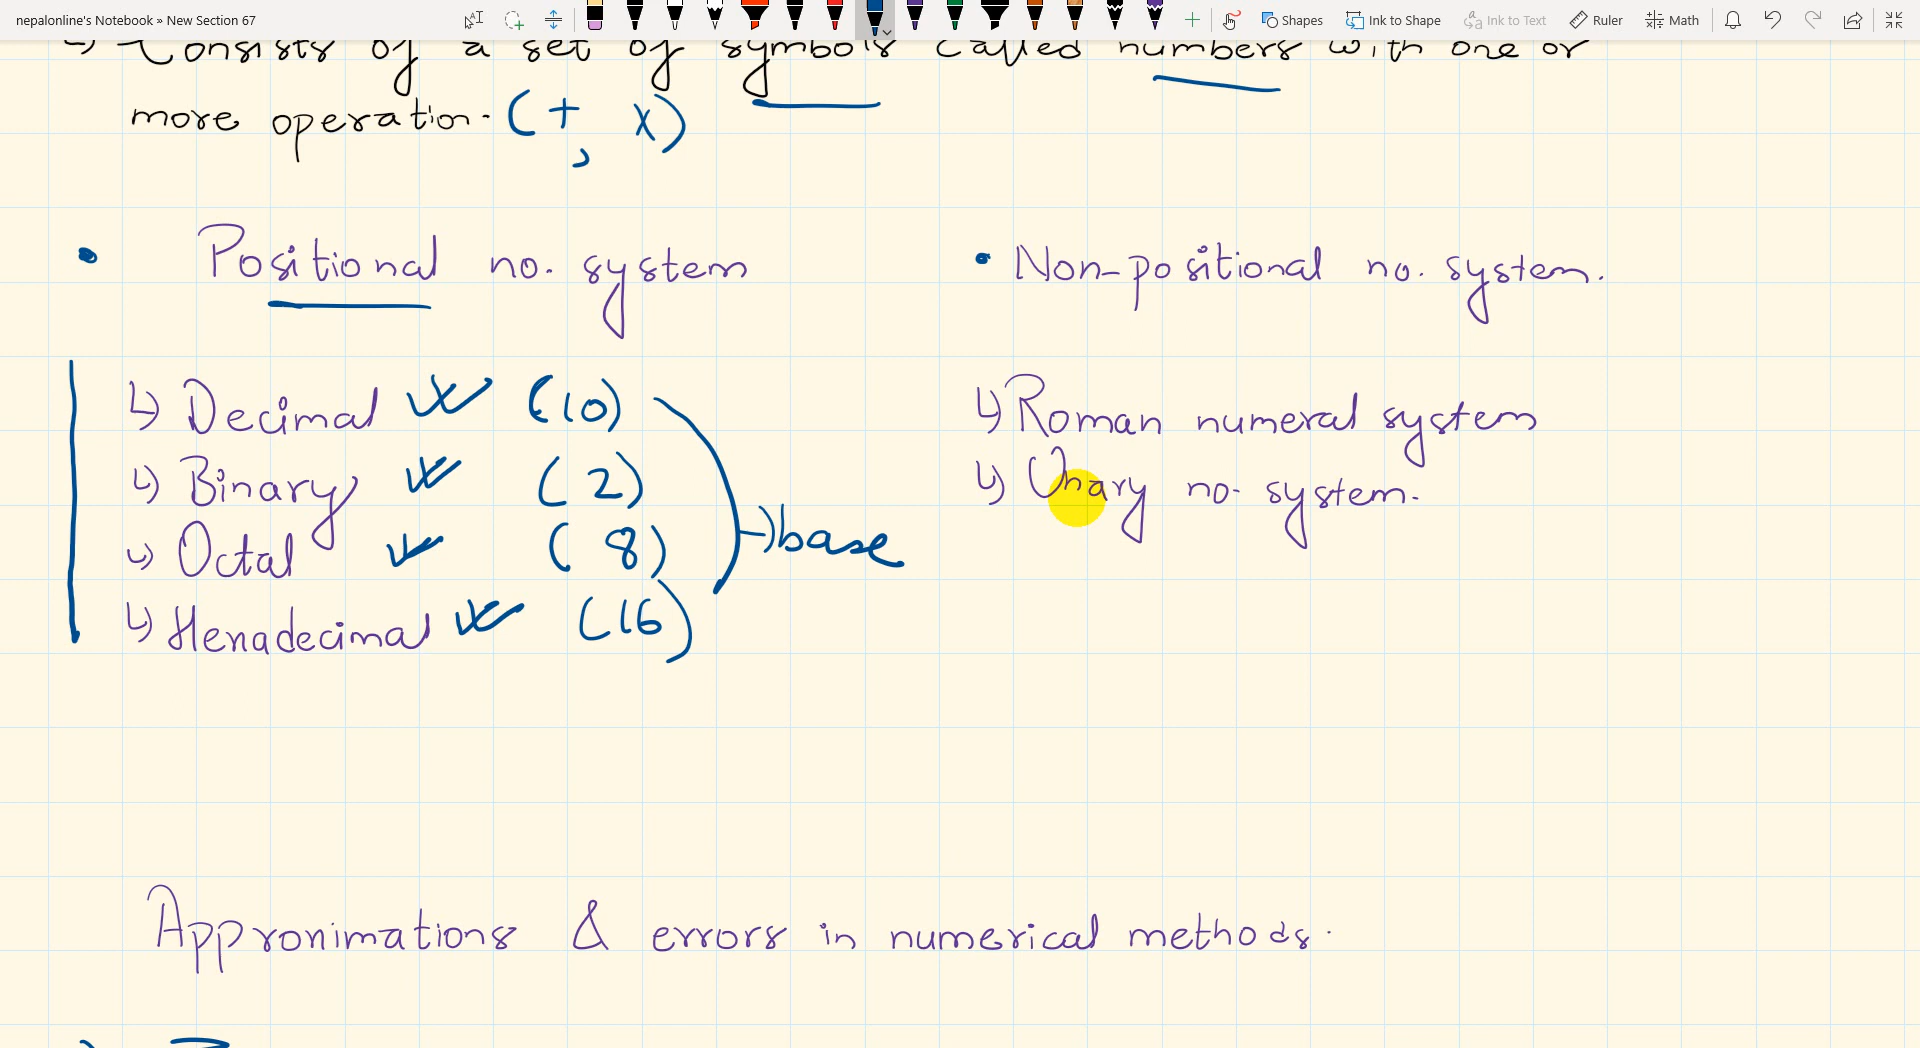 nepalonline's Notebook » New Section 67
Shapes Ink to Shape Ink to Text Ruler Math
↳ Consists of a set of symbols called numbers with one or
more operation. (+, x)
• Positional no. system
• Non-positional no. system.
↳ Decimal (10)
↳ Binary (2)
↳ Octal (8)
↳ Hexadecimal (16)
→ base
↳ Roman numeral system
↳ Unary no. system.
Approximations & errors in numerical methods.